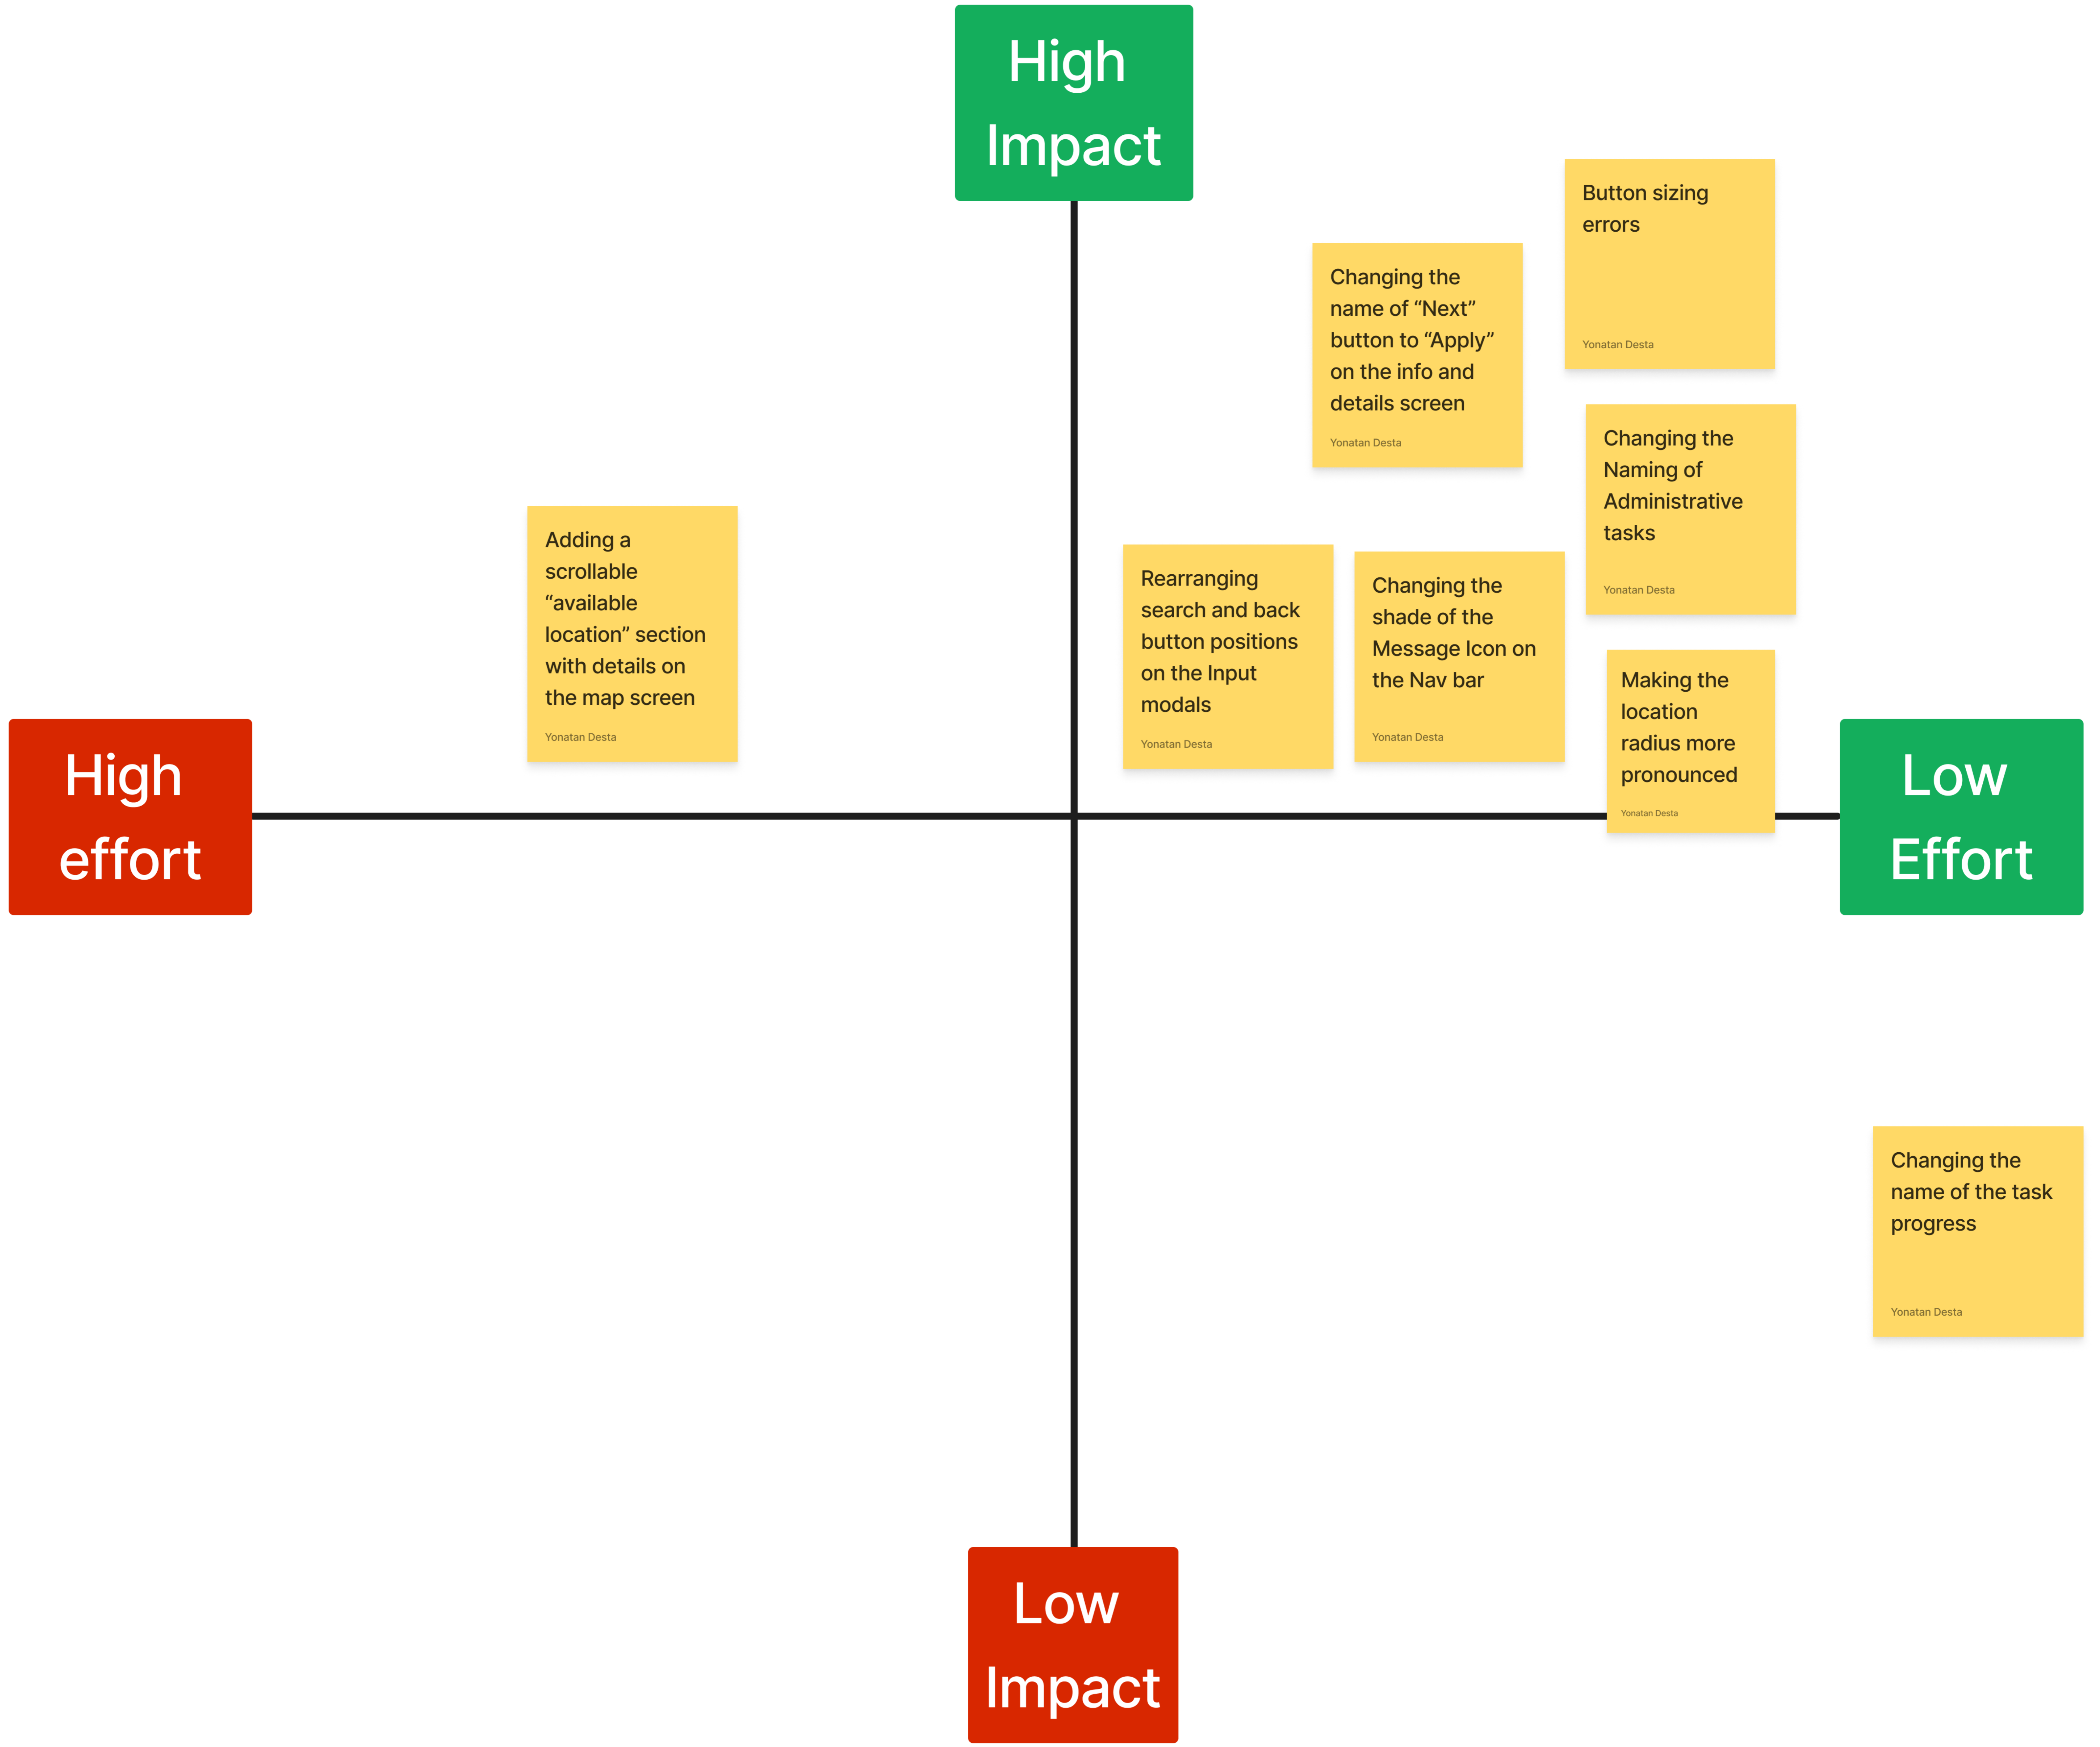 High
Impact
Button sizing
errors
Yonatan Desta
Changing the
name of “Next”
button to “Apply”
on the info and
details screen
Yonatan Desta
Changing the
Naming of
Administrative
tasks
Yonatan Desta
Adding a
scrollable
“available
location” section
with details on
the map screen
Yonatan Desta
Rearranging
search and back
button positions
on the Input
modals
Yonatan Desta
Changing the
shade of the
Message Icon on
the Nav bar
Yonatan Desta
Making the
location
radius more
pronounced
Yonatan Desta
High
effort
Low
Effort
Changing the
name of the task
progress
Yonatan Desta
Low
Impact